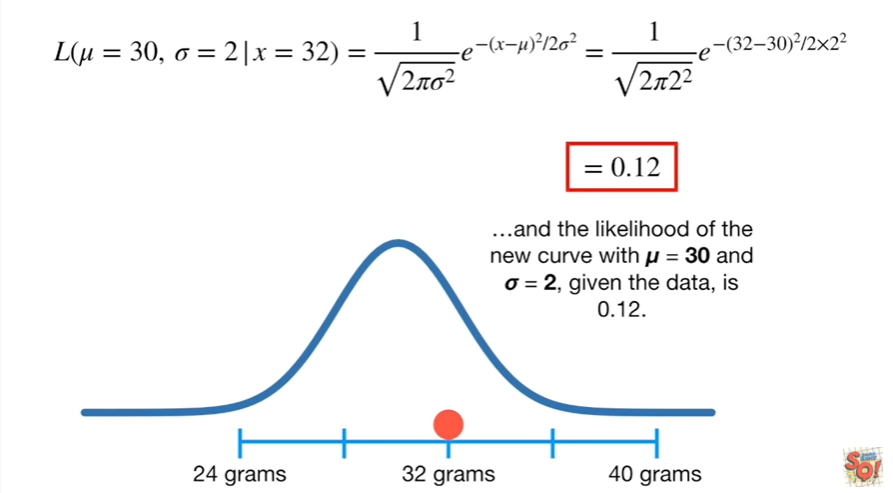 L(μ = 30, σ = 2 | x = 32) = 1/√(2πσ²) e^−(x−μ)²/2σ² = 1/√(2π2²) e^−(32−30)²/2×2²
= 0.12
…and the likelihood of the
new curve with μ = 30 and
σ = 2, given the data, is
0.12.
24 grams 32 grams 40 grams
SQ!